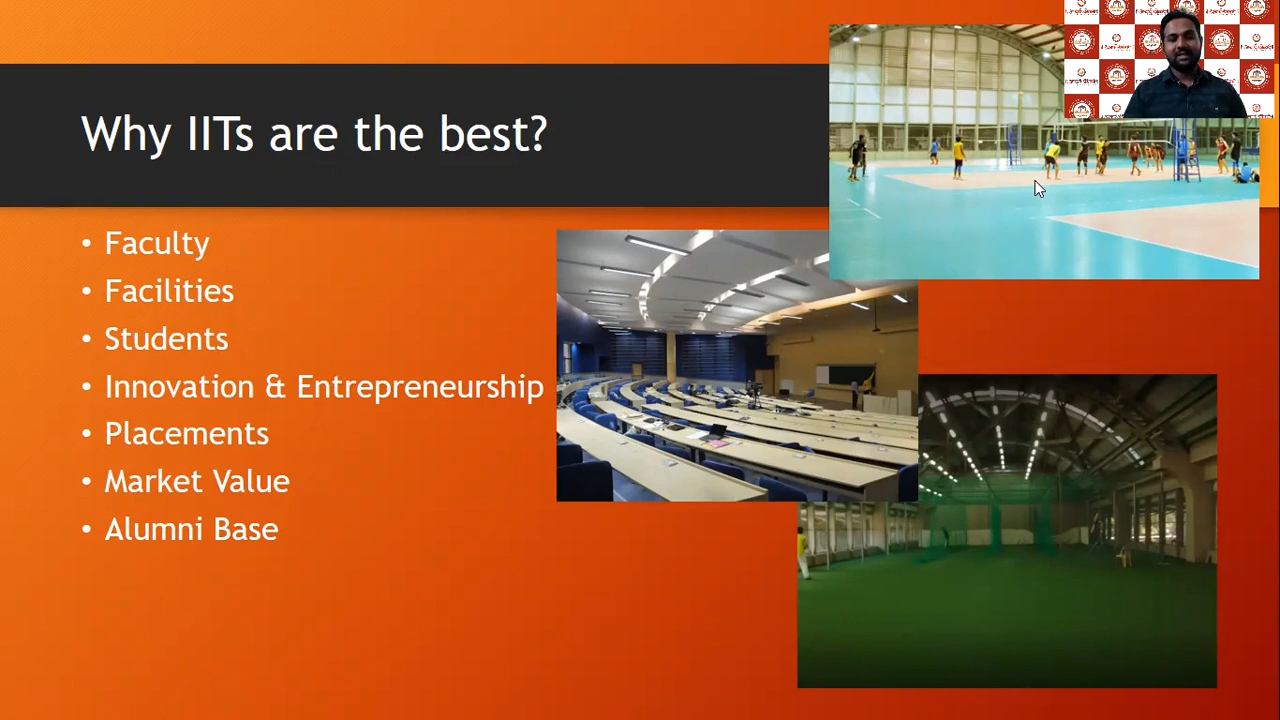 Why IITs are the best?
• Faculty
• Facilities
• Students
• Innovation & Entrepreneurship
• Placements
• Market Value
• Alumni Base